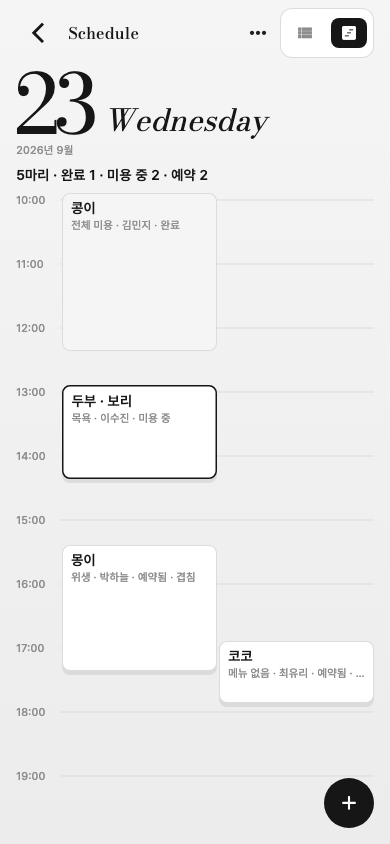 Schedule
23 Wednesday
2026년 9월
5마리 · 완료 1 · 미용 중 2 · 예약 2
10:00
콩이
전체 미용 · 김민지 · 완료
11:00
12:00
13:00
두부 · 보리
목욕 · 이수진 · 미용 중
14:00
15:00
몽이
위생 · 박하늘 · 예약됨 · 겹침
16:00
17:00
코코
메뉴 없음 · 최유리 · 예약됨 · ...
18:00
19:00